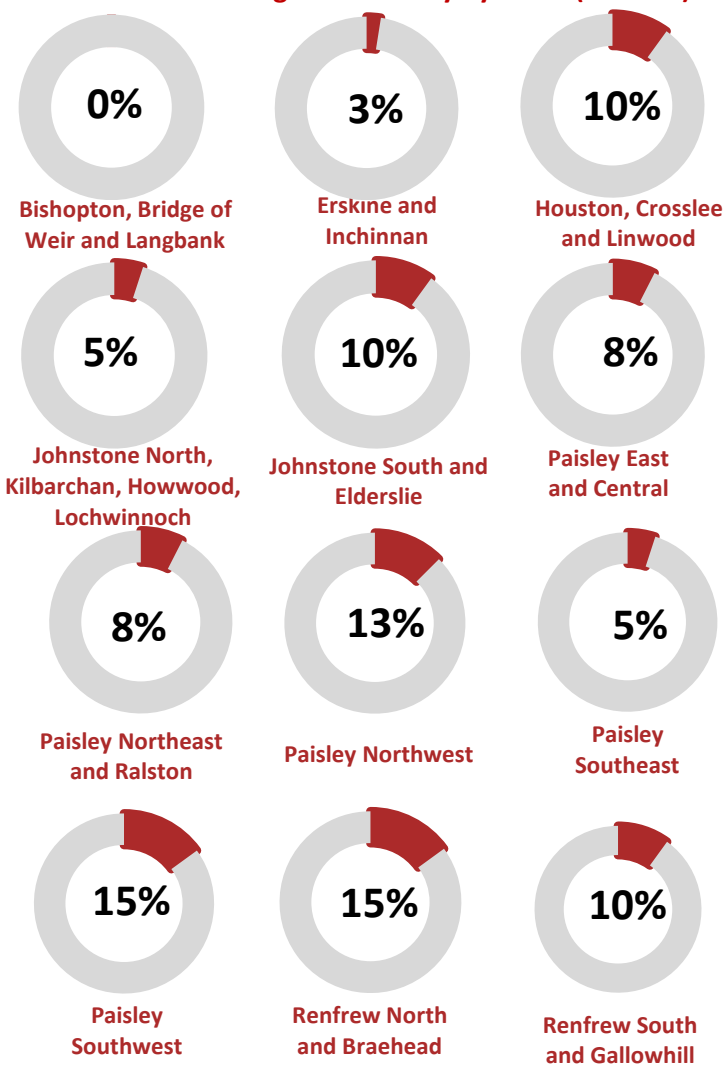 0%
3%
10%
Bishopton, Bridge of
Weir and Langbank
Erskine and
Inchinnan
Houston, Crosslee
and Linwood
5%
10%
8%
Johnstone North,
Kilbarchan, Howwood,
Lochwinnoch
Johnstone South and
Elderslie
Paisley East
and Central
8%
13%
5%
Paisley Northeast
and Ralston
Paisley Northwest
Paisley
Southeast
15%
15%
10%
Paisley
Southwest
Renfrew North
and Braehead
Renfrew South
and Gallowhill